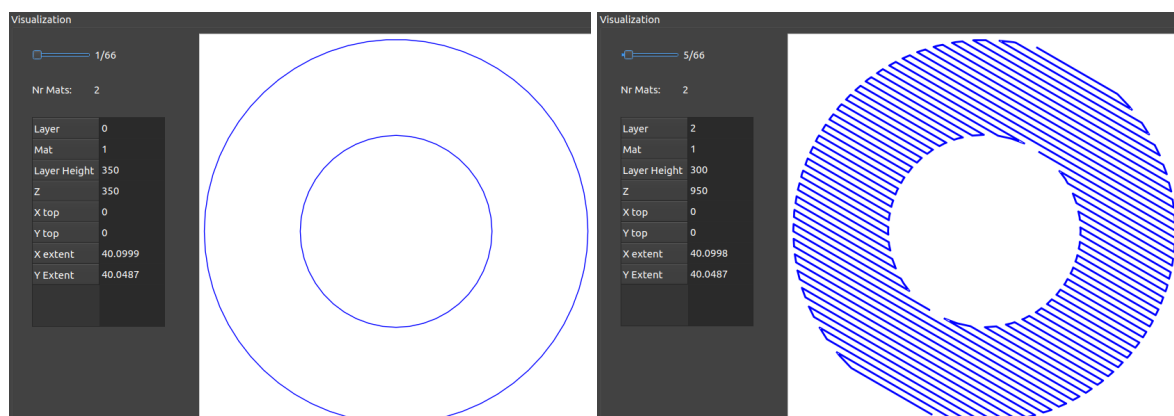 Visualization
1/66
Nr Mats: 2
Layer 0
Mat 1
Layer Height 350
Z 350
X top 0
Y top 0
X extent 40.0999
Y Extent 40.0487
Visualization
5/66
Nr Mats: 2
Layer 2
Mat 1
Layer Height 300
Z 950
X top 0
Y top 0
X extent 40.0998
Y Extent 40.0487